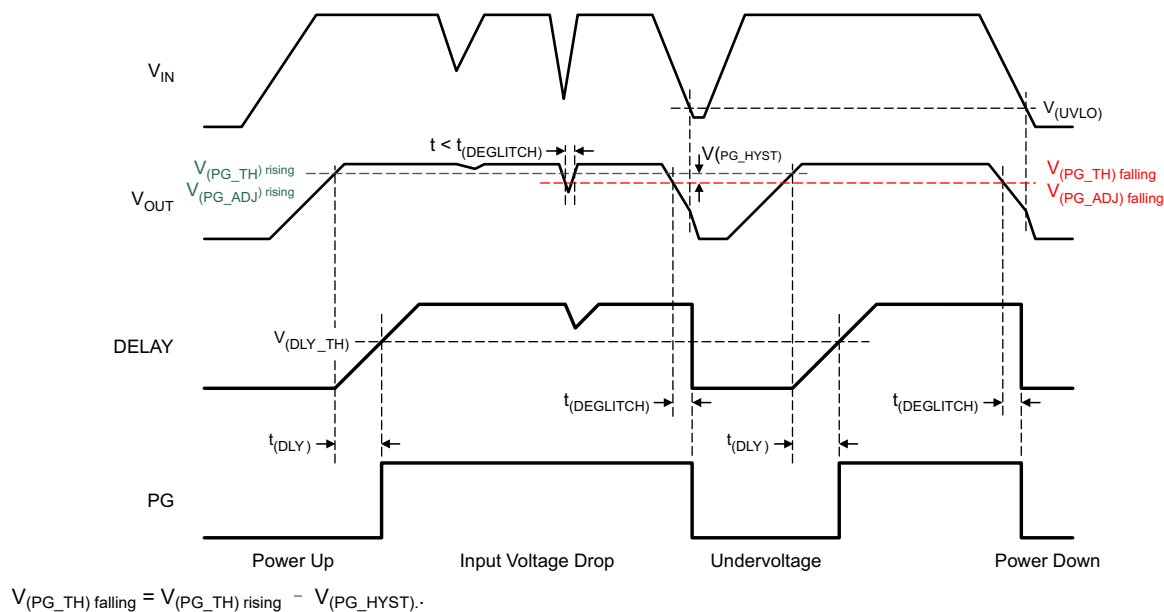 V(UVLO)
VIN
t < t(DEGLITCH)
V(PG_HYST)
V(PG_TH) rising
V(PG_ADJ) rising
V(PG_TH) falling
V(PG_ADJ) falling
VOUT
V(DLY_TH)
DELAY
t(DEGLITCH)
t(DEGLITCH)
t(DLY)
t(DLY)
PG
Power Up
Input Voltage Drop
Undervoltage
Power Down
V(PG_TH) falling = V(PG_TH) rising - V(PG_HYST)..